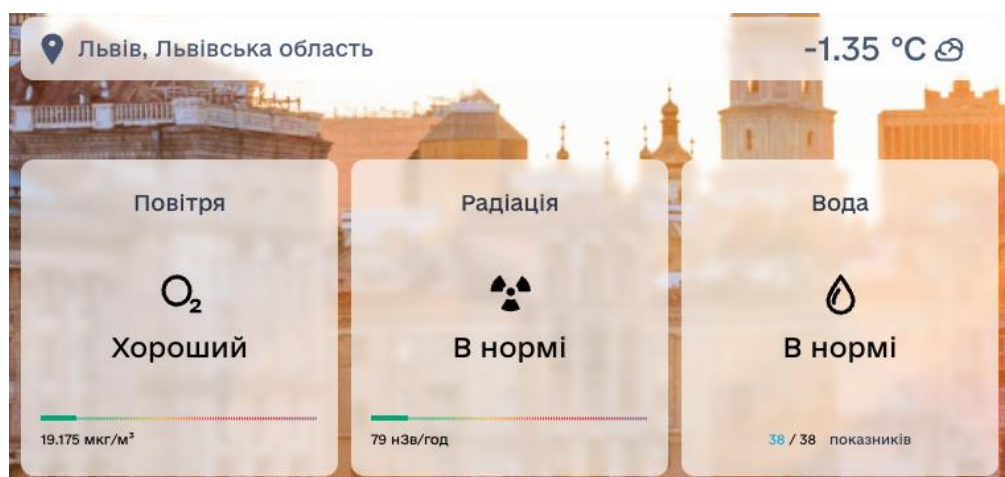 Львів, Львівська область
-1.35 °C
Повітря
O₂
Хороший
19.175 мкг/м³
Радіація
В нормі
79 нЗв/год
Вода
В нормі
38 / 38 показників